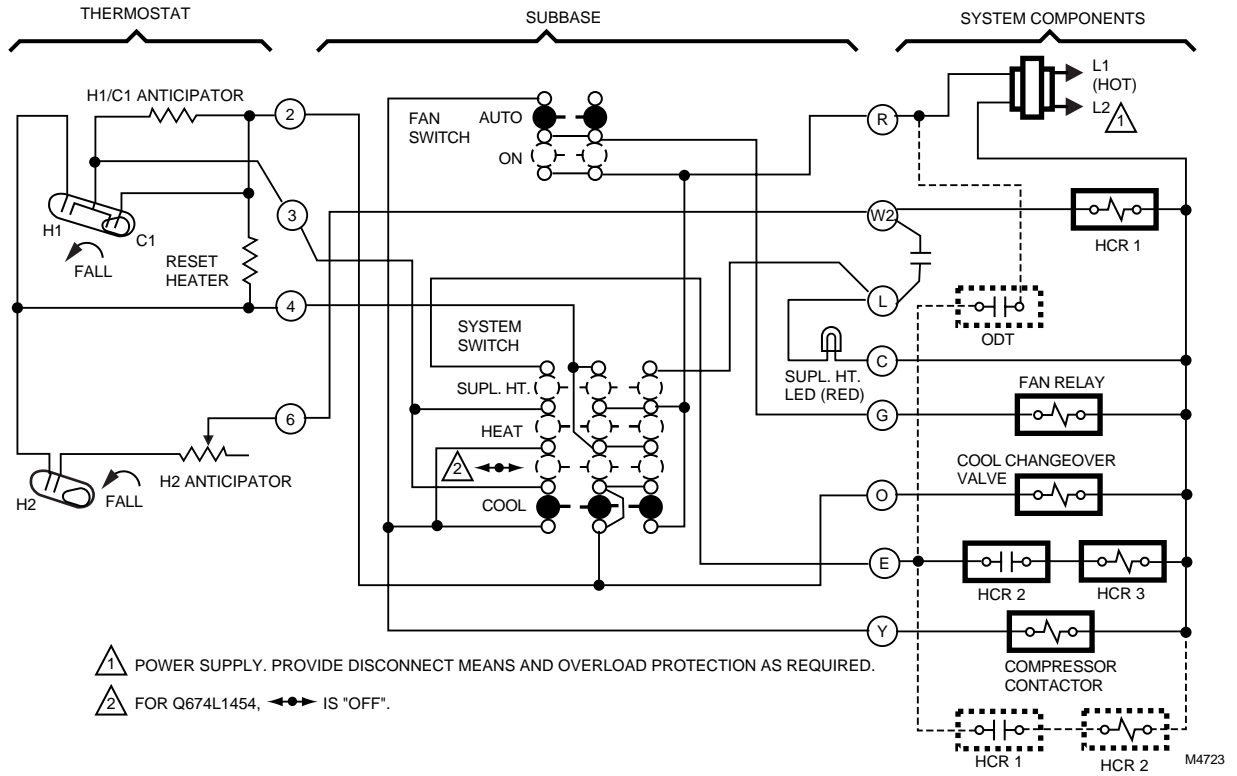 THERMOSTAT
SUBBASE
SYSTEM COMPONENTS
L1
(HOT)
L2
1
H1/C1 ANTICIPATOR
2
FAN
SWITCH
AUTO
ON
R
3
H1
C1
FALL
RESET
HEATER
W2
HCR 1
4
L
ODT
SYSTEM
SWITCH
SUPL. HT.
HEAT
2
COOL
SUPL. HT.
LED (RED)
C
FAN RELAY
G
6
H2 ANTICIPATOR
H2
FALL
COOL CHANGEOVER
VALVE
O
E
HCR 2
HCR 3
Y
COMPRESSOR
CONTACTOR
1 POWER SUPPLY. PROVIDE DISCONNECT MEANS AND OVERLOAD PROTECTION AS REQUIRED.
2 FOR Q674L1454, IS "OFF".
HCR 1
HCR 2
M4723